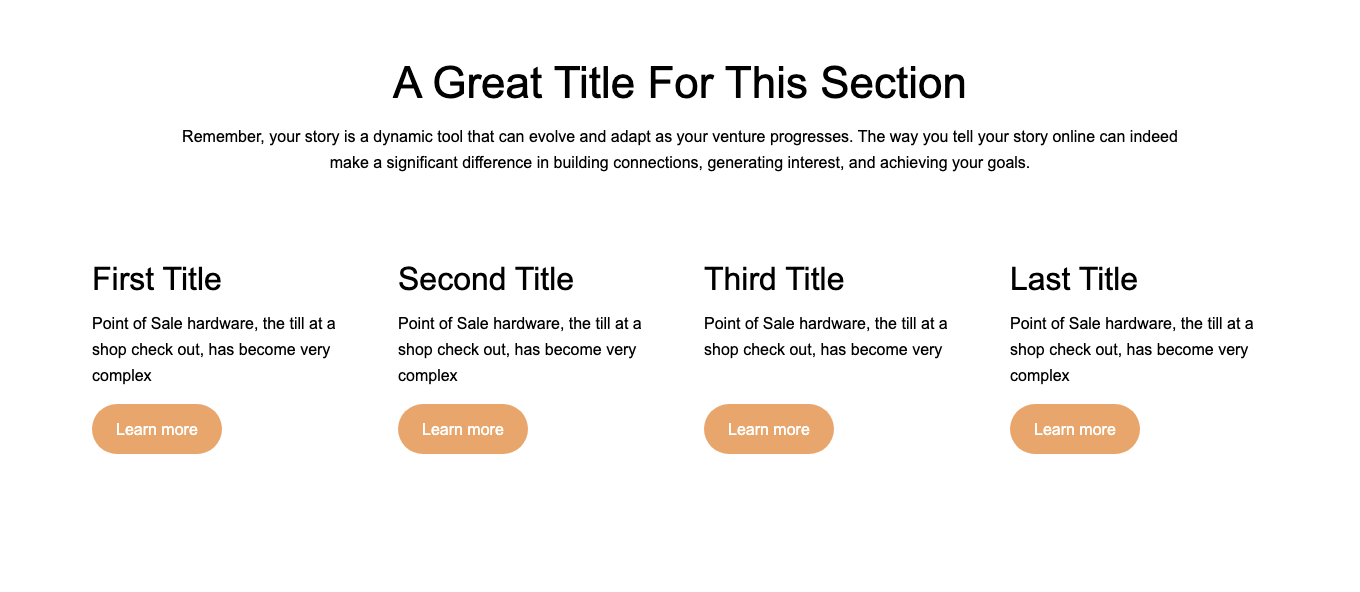 A Great Title For This Section
Remember, your story is a dynamic tool that can evolve and adapt as your venture progresses. The way you tell your story online can indeed
make a significant difference in building connections, generating interest, and achieving your goals.
First Title
Point of Sale hardware, the till at a
shop check out, has become very
complex
Learn more
Second Title
Point of Sale hardware, the till at a
shop check out, has become very
complex
Learn more
Third Title
Point of Sale hardware, the till at a
shop check out, has become very
Learn more
Last Title
Point of Sale hardware, the till at a
shop check out, has become very
complex
Learn more